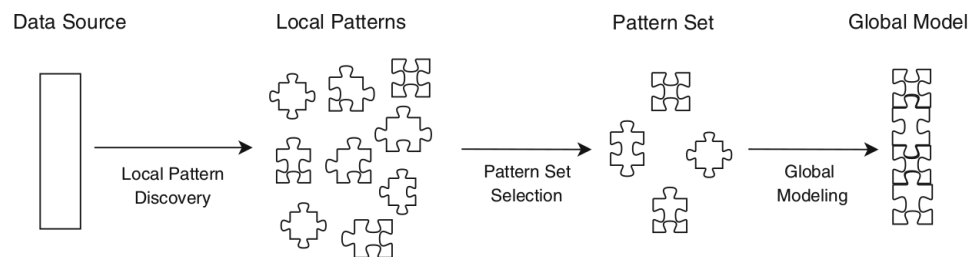 Data Source
Local Patterns
Pattern Set
Global Model
Local Pattern
Discovery
Pattern Set
Selection
Global
Modeling